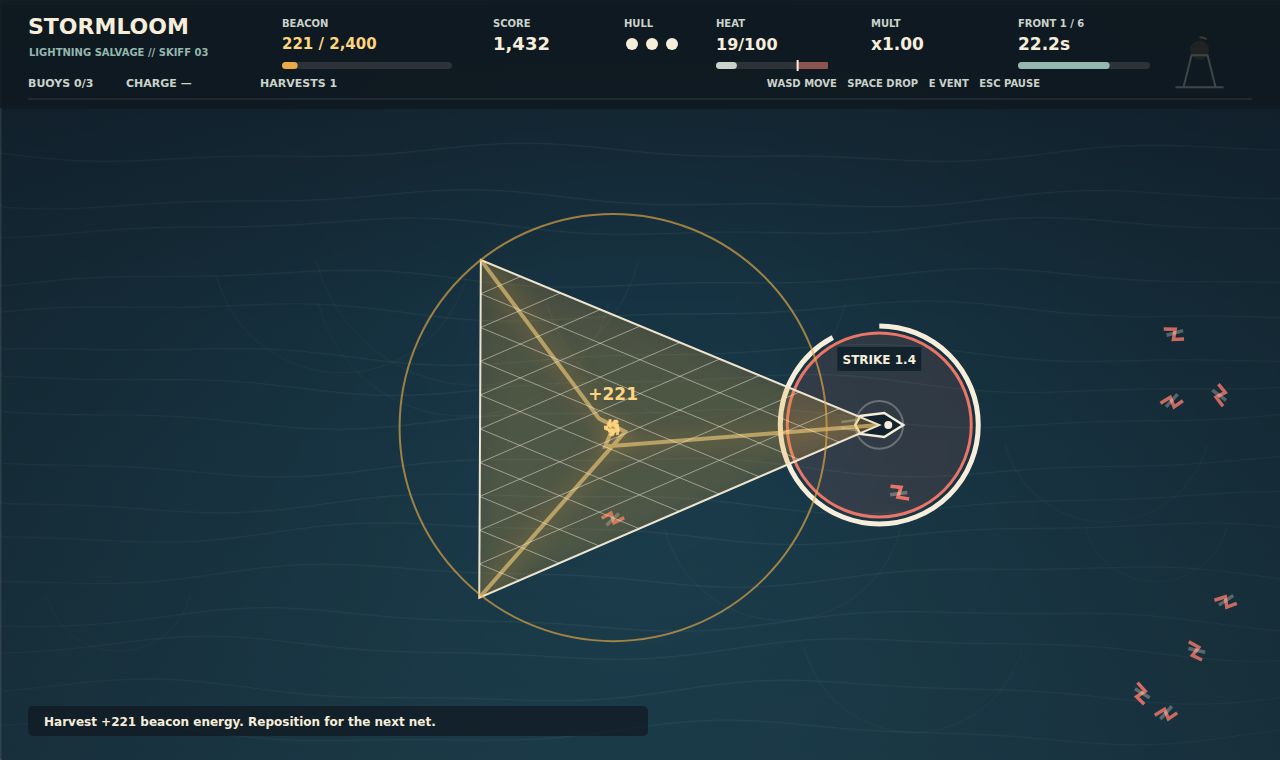 STORMLOOM
LIGHTNING SALVAGE // SKIFF 03
BEACON
221 / 2,400
SCORE
1,432
HULL
HEAT
19/100
MULT
x1.00
FRONT 1 / 6
22.2s
BUOYS 0/3 CHARGE — HARVESTS 1
WASD MOVE SPACE DROP E VENT ESC PAUSE
STRIKE 1.4
+221
Harvest +221 beacon energy. Reposition for the next net.